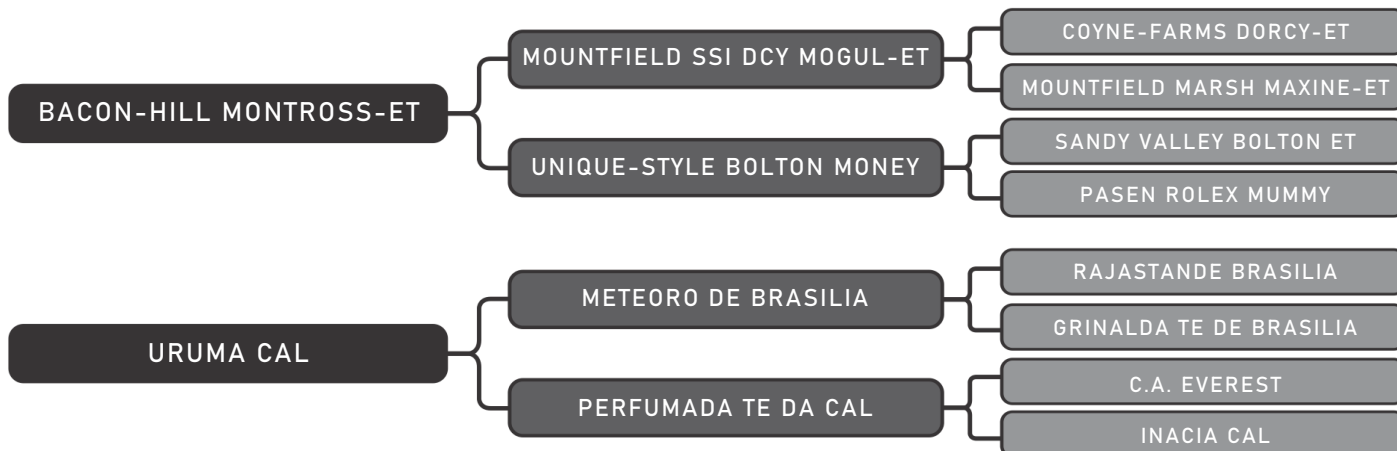 BACON-HILL MONTROSS-ET
MOUNTFIELD SSI DCY MOGUL-ET
COYNE-FARMS DORCY-ET
MOUNTFIELD MARSH MAXINE-ET
UNIQUE-STYLE BOLTON MONEY
SANDY VALLEY BOLTON ET
PASEN ROLEX MUMMY
URUMA CAL
METEORO DE BRASILIA
RAJASTANDE BRASILIA
GRINALDA TE DE BRASILIA
PERFUMADA TE DA CAL
C.A. EVEREST
INACIA CAL